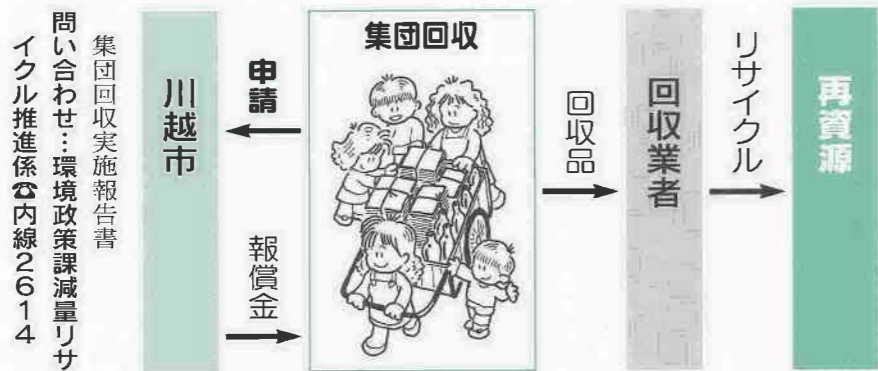 集団回収
申請
川越市
報償金
回収品
回収業者
リサイクル
再資源
集団回収実施報告書
問い合わせ…環境政策課減量リサ
イクル推進係☎内線2614